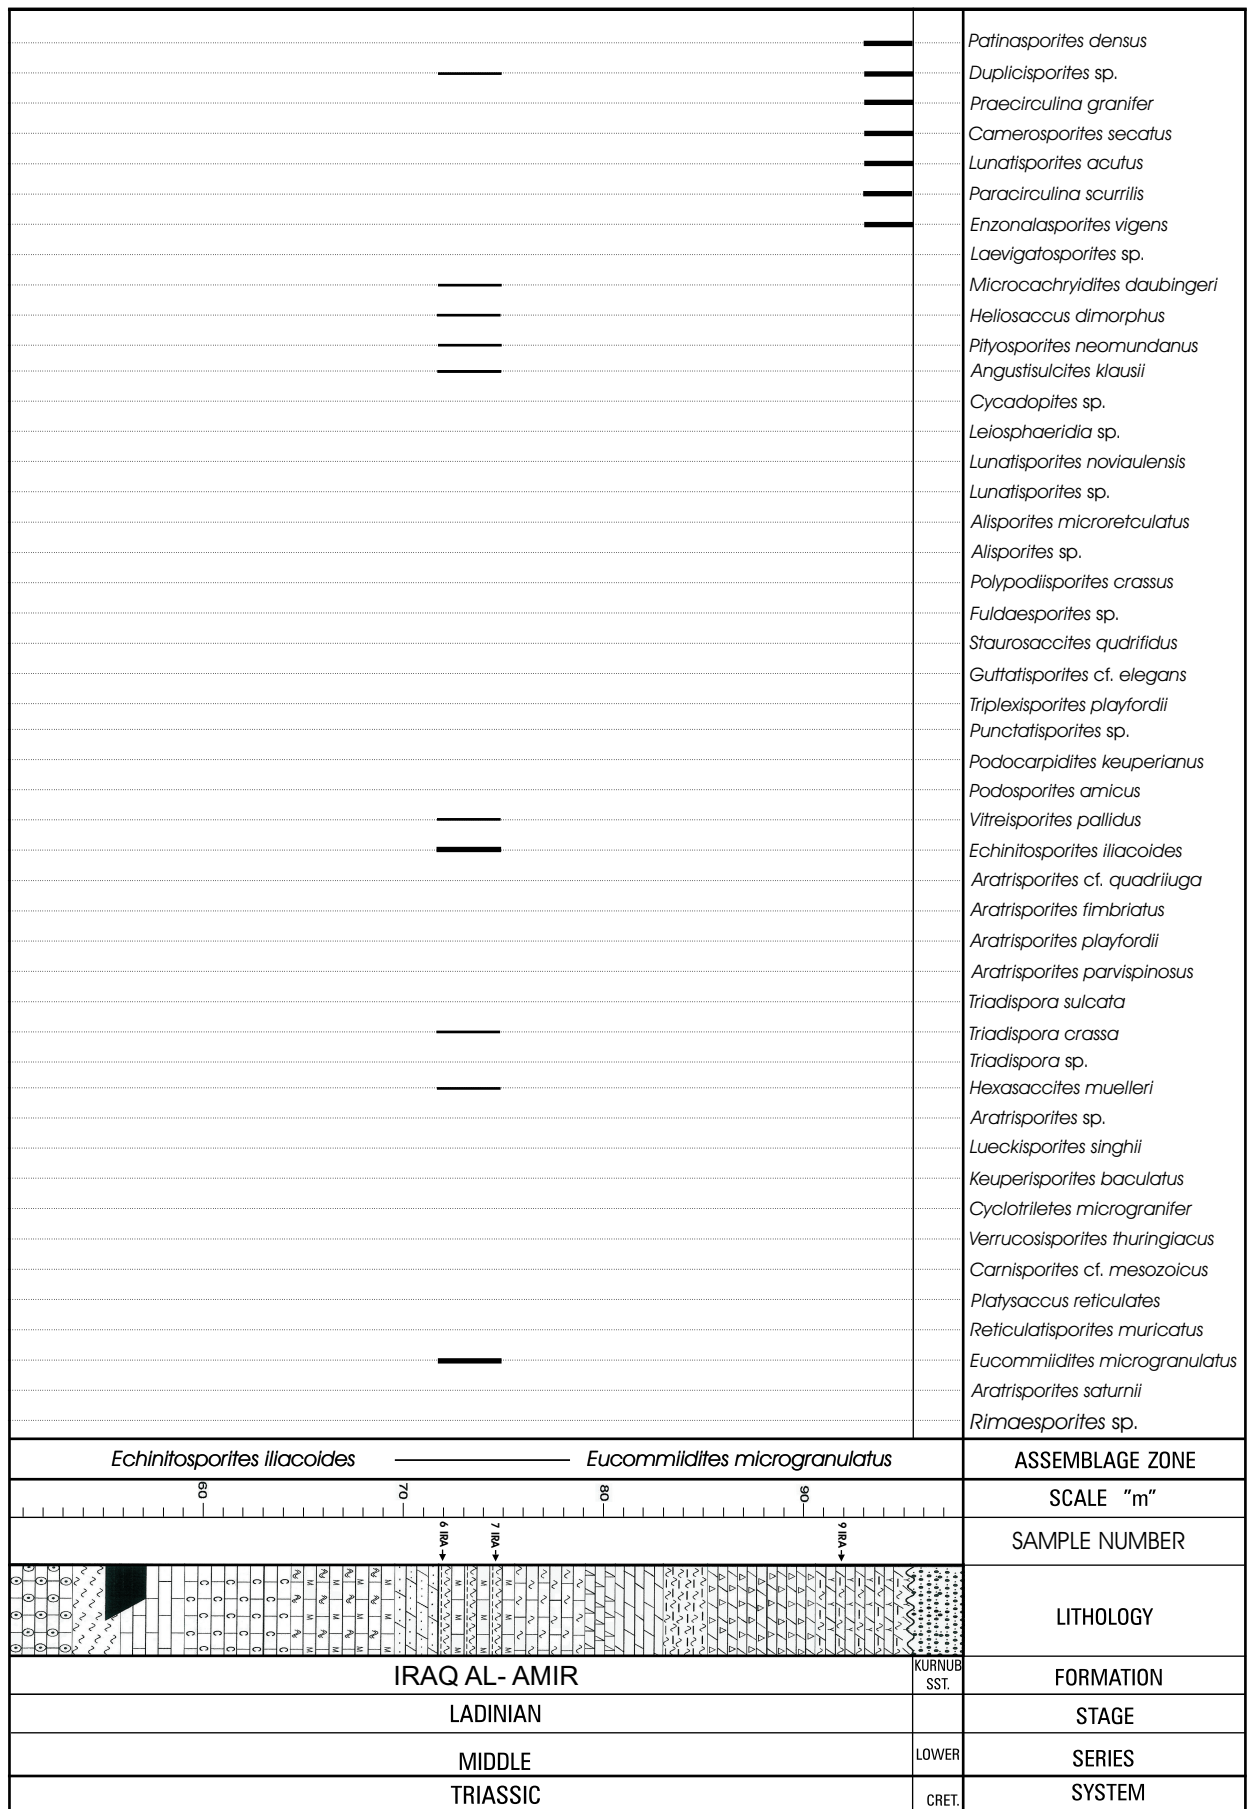 Patinasporites densus
Duplicisporites sp.
Praecirculina granifer
Camerosporites secatus
Lunatisporites acutus
Paracirculina scurrilis
Enzonalasporites vigens
Laevigatosporites sp.
Microcachryidites daubingeri
Heliosaccus dimorphus
Pityosporites neomundanus
Angustisulcites klausii
Cycadopites sp.
Leiosphaeridia sp.
Lunatisporites noviaulensis
Lunatisporites sp.
Alisporites microretculatus
Alisporites sp.
Polypodiisporites crassus
Fuldaesporites sp.
Staurosaccites qudrifidus
Guttatisporites cf. elegans
Triplexisporites playfordii
Punctatisporites sp.
Podocarpidites keuperianus
Podosporites amicus
Vitreisporites pallidus
Echinitosporites iliacoides
Aratrisporites cf. quadriiuga
Aratrisporites fimbriatus
Aratrisporites playfordii
Aratrisporites parvispinosus
Triadispora sulcata
Triadispora crassa
Triadispora sp.
Hexasaccites muelleri
Aratrisporites sp.
Lueckisporites singhii
Keuperisporites baculatus
Cyclotriletes microgranifer
Verrucosisporites thuringiacus
Carnisporites cf. mesozoicus
Platysaccus reticulates
Reticulatisporites muricatus
Eucommiidites microgranulatus
Aratrisporites saturnii
Rimaesporites sp.
Echinitosporites iliacoides Eucommiidites microgranulatus ASSEMBLAGE ZONE
60 70 80 90 SCALE "m"
6 IRA 7 IRA 9 IRA SAMPLE NUMBER
LITHOLOGY
IRAQ AL- AMIR KURNUB SST. FORMATION
LADINIAN STAGE
MIDDLE LOWER SERIES
TRIASSIC CRET. SYSTEM